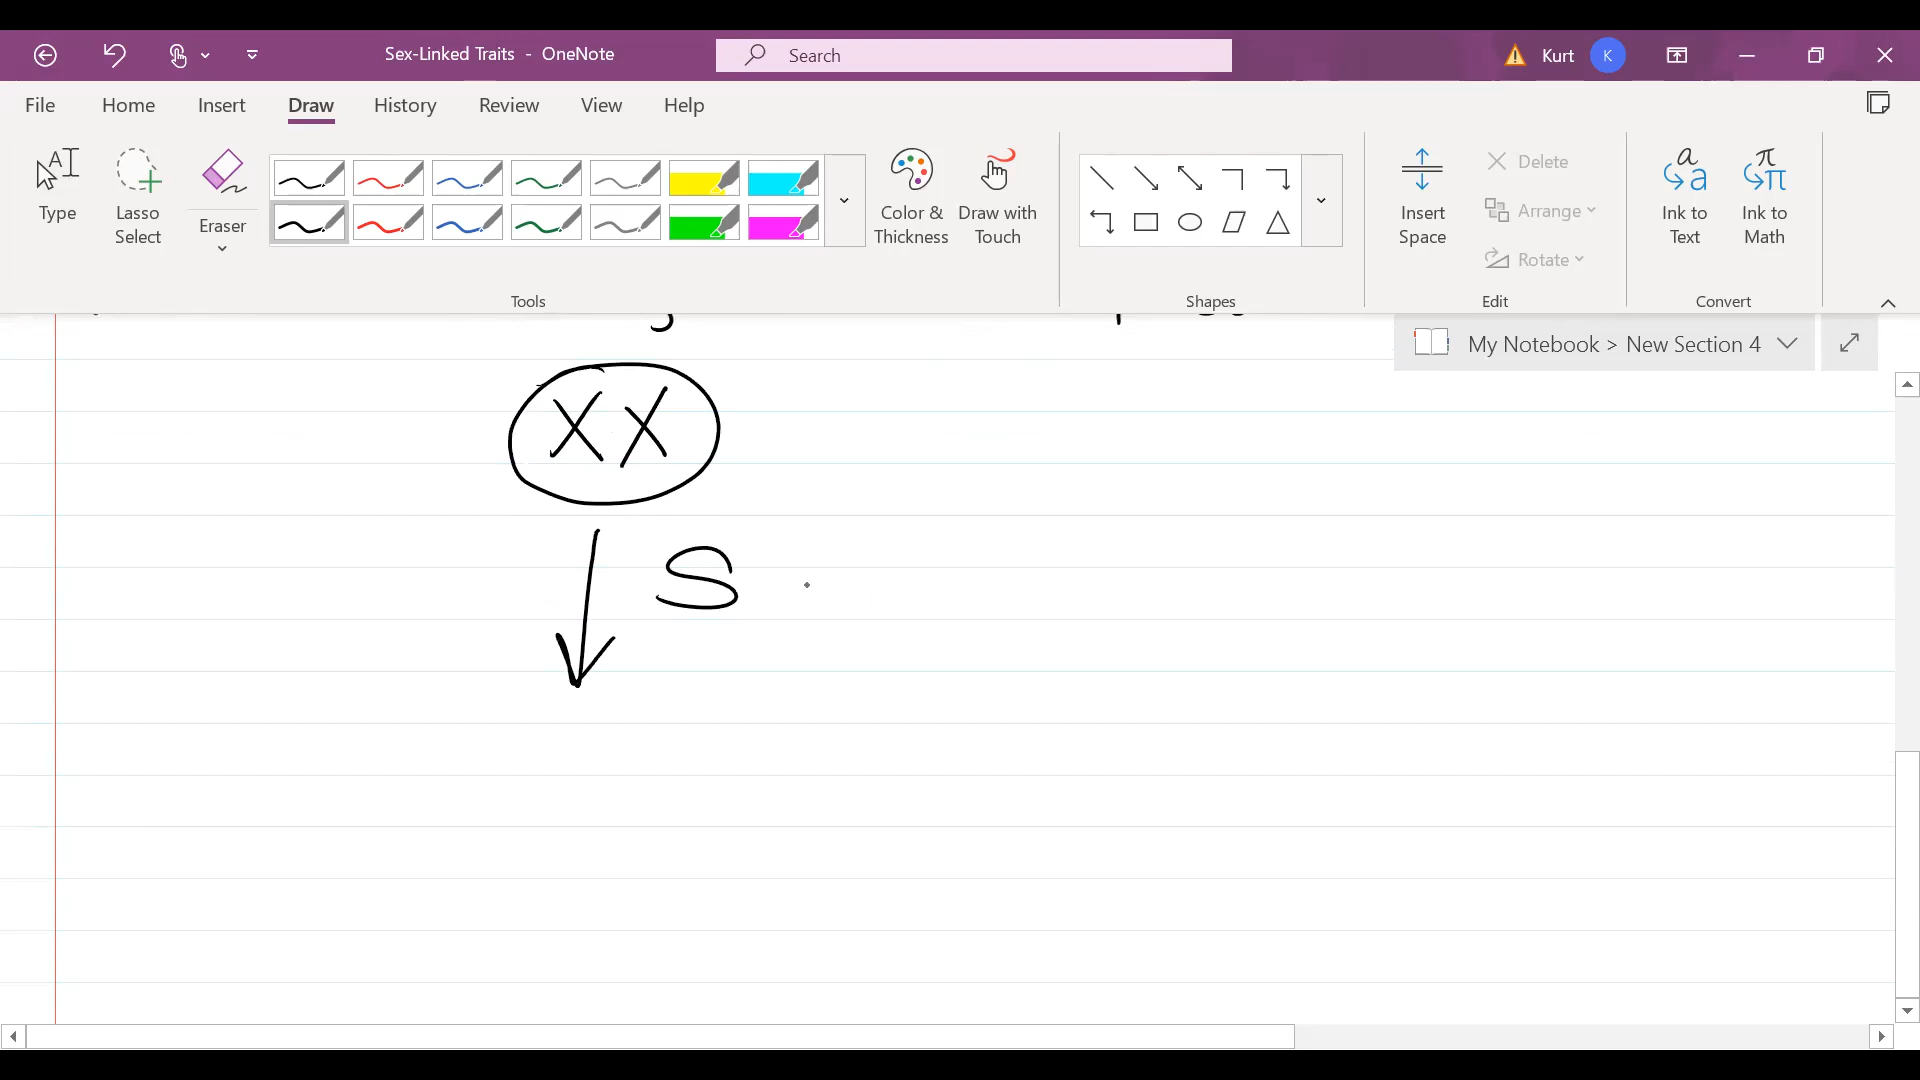 Sex-Linked Traits - OneNote
Search
Kurt
K
File Home Insert Draw History Review View Help
Type
Lasso Select
Eraser
Color & Thickness
Draw with Touch
Insert Space
Delete
Arrange
Rotate
Ink to Text
Ink to Math
Tools
Shapes
Edit
Convert
My Notebook > New Section 4
XX
S